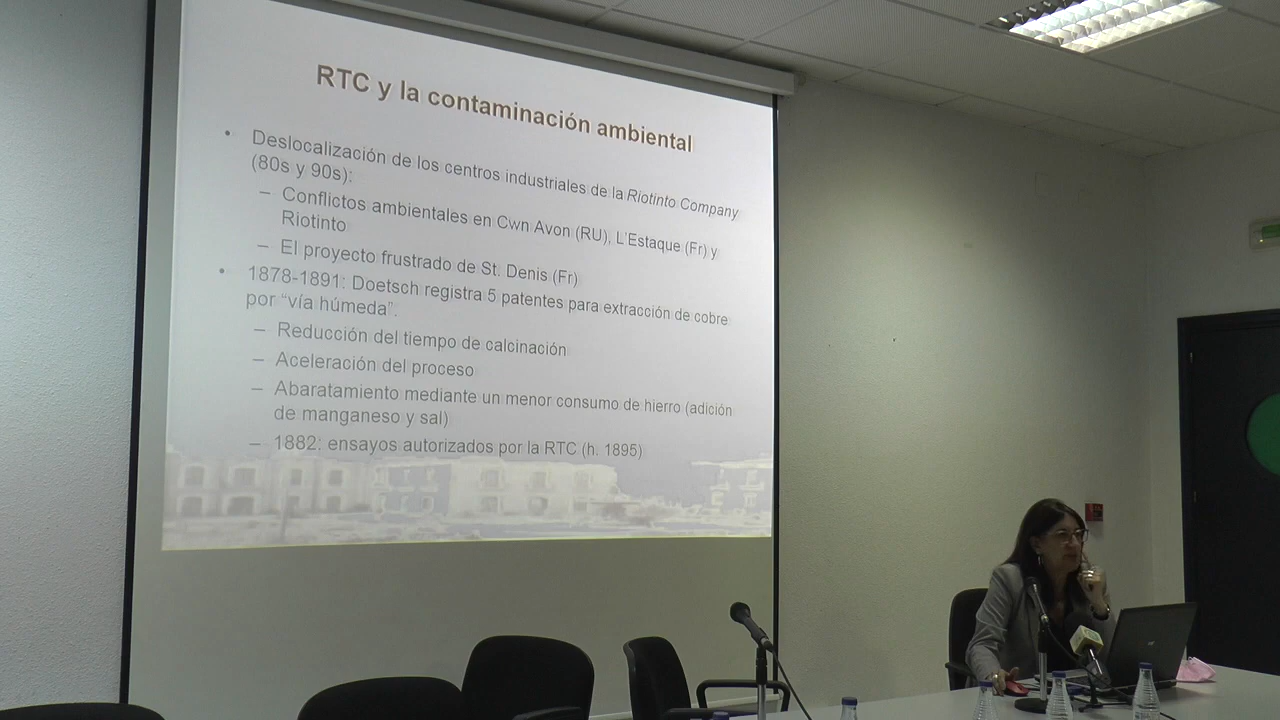 RTC y la contaminación ambiental
• Deslocalización de los centros industriales de la Riotinto Company
(80s y 90s):
– Conflictos ambientales en Cwn Avon (RU), L'Estaque (Fr) y
Riotinto
– El proyecto frustrado de St. Denis (Fr)
• 1878-1891: Doetsch registra 5 patentes para extracción de cobre
por “vía húmeda”.
– Reducción del tiempo de calcinación
– Aceleración del proceso
– Abaratamiento mediante un menor consumo de hierro (adición
de manganeso y sal)
– 1882: ensayos autorizados por la RTC (h. 1895)